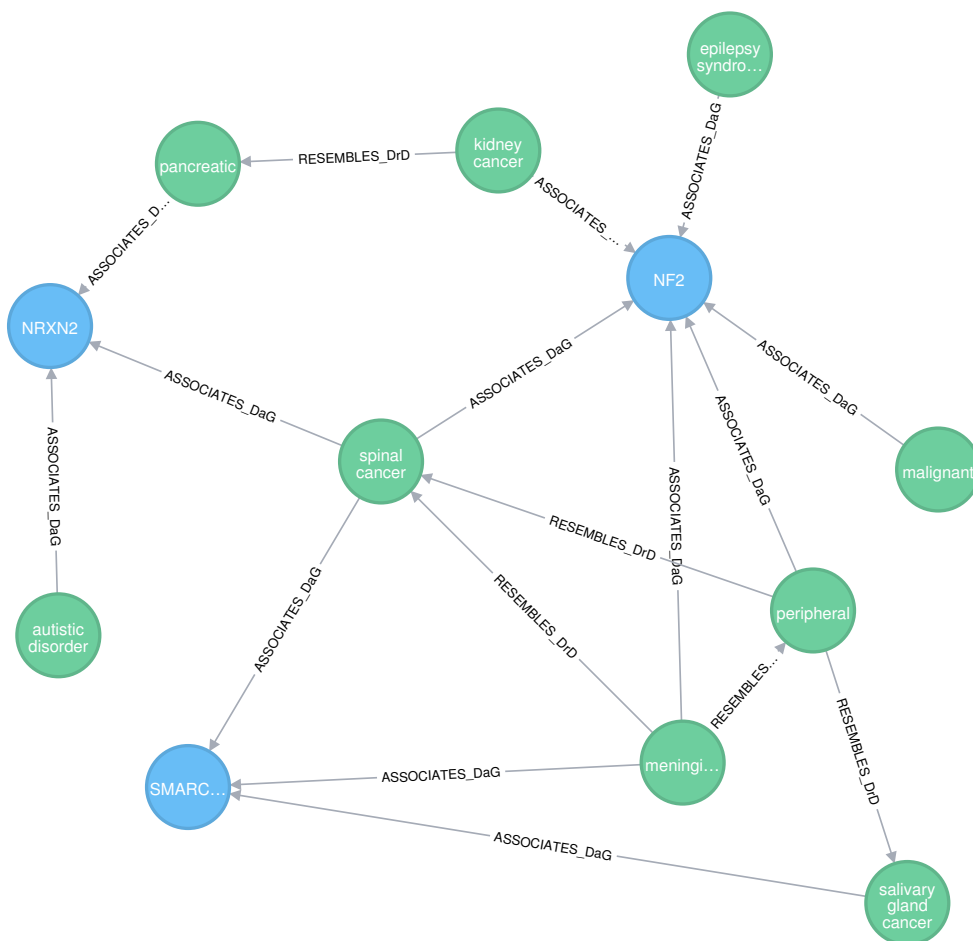 epilepsy
syndro…
ASSOCIATES_DaG
kidney
cancer
RESEMBLES_DrD
pancreatic
ASSOCIATES_…
ASSOCIATES_D…
NF2
NRXN2
ASSOCIATES_DaG
ASSOCIATES_DaG
ASSOCIATES_DaG
ASSOCIATES_DaG
spinal
cancer
malignant
ASSOCIATES_DaG
ASSOCIATES_DaG
RESEMBLES_DrD
RESEMBLES_DrD
peripheral
autistic
disorder
ASSOCIATES_DaG
RESEMBLES…
RESEMBLES_DrD
meningi…
ASSOCIATES_DaG
SMARC…
ASSOCIATES_DaG
salivary
gland
cancer